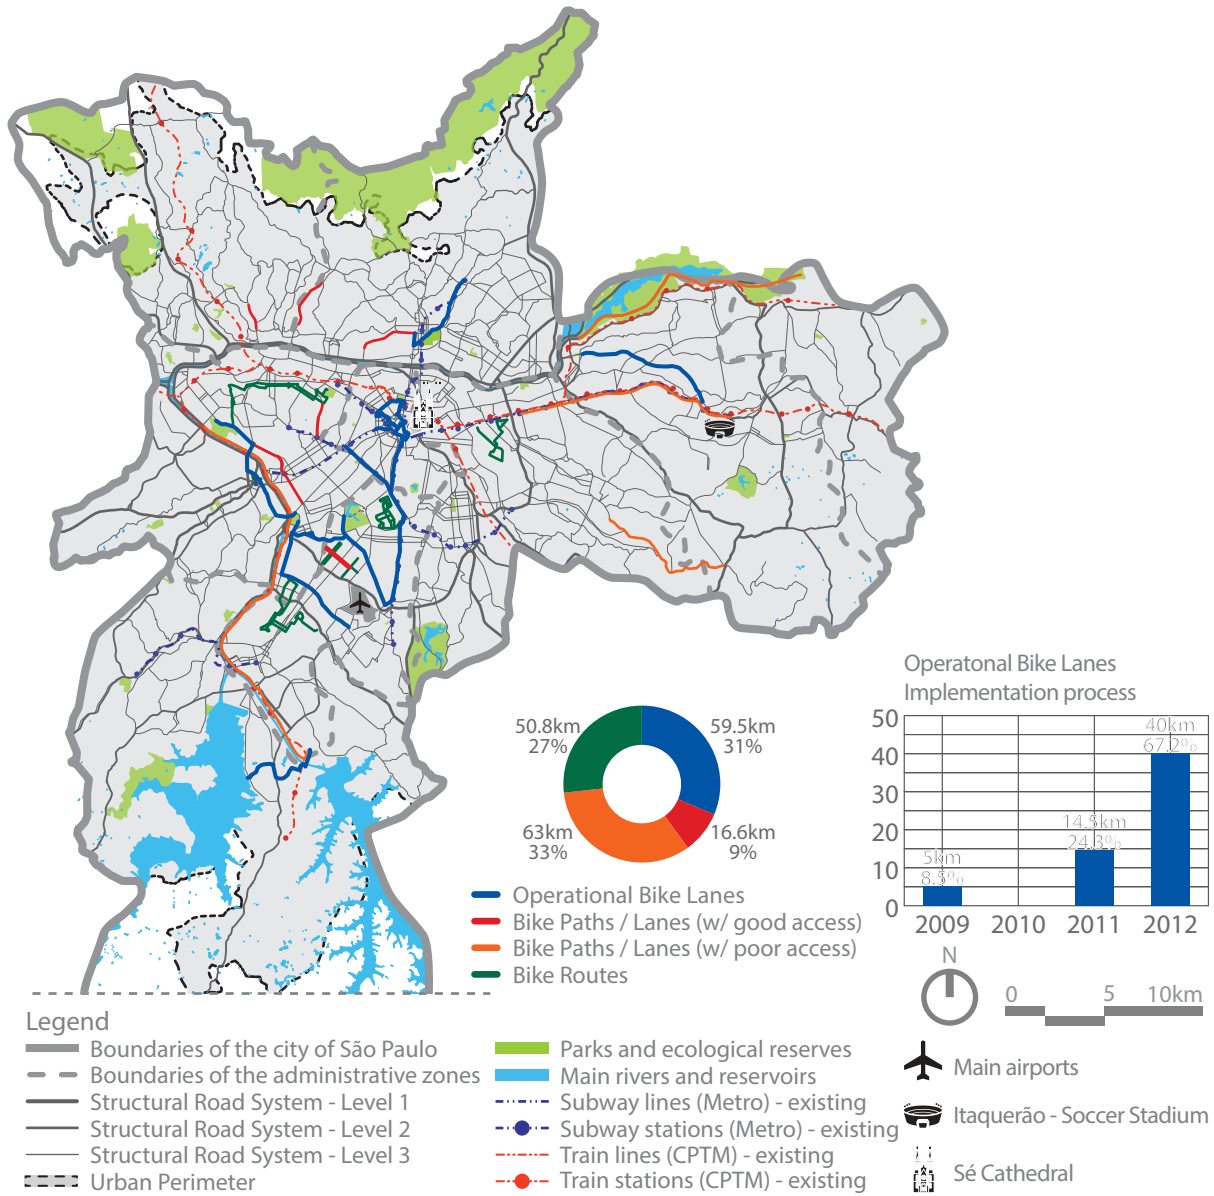 Operatonal Bike Lanes
Implementation process
50
40
30
20
10
0
40km
67.2%
14.5km
24.3%
5km
8.5%
2009
2010
2011
2012
50.8km
27%
59.5km
31%
63km
33%
16.6km
9%
Operational Bike Lanes
Bike Paths / Lanes (w/ good access)
Bike Paths / Lanes (w/ poor access)
Bike Routes
N
0
5
10km
Legend
Boundaries of the city of São Paulo
Boundaries of the administrative zones
Structural Road System - Level 1
Structural Road System - Level 2
Structural Road System - Level 3
Urban Perimeter
Parks and ecological reserves
Main rivers and reservoirs
Subway lines (Metro) - existing
Subway stations (Metro) - existing
Train lines (CPTM) - existing
Train stations (CPTM) - existing
Main airports
Itaquerão - Soccer Stadium
Sé Cathedral